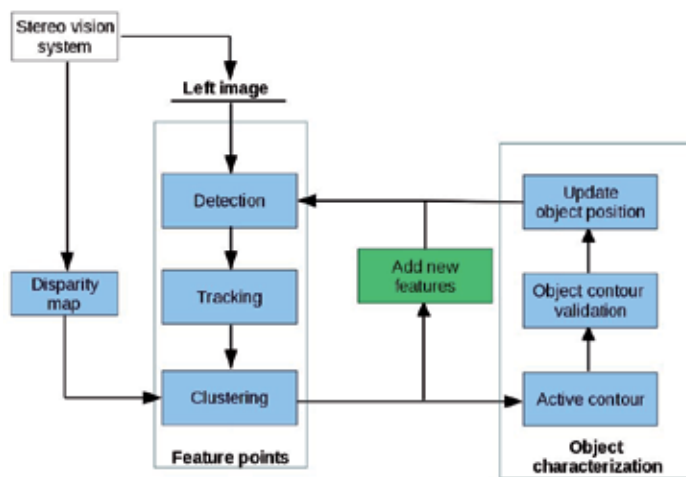 Stereo vision
system
Left image
Detection
Tracking
Clustering
Feature points
Disparity
map
Add new
features
Update
object position
Object contour
validation
Active contour
Object
characterization